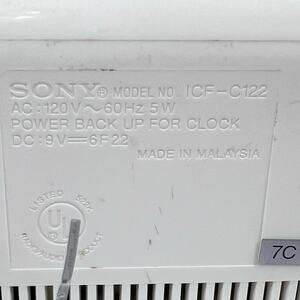 SONY® MODEL NO. ICF-C122
AC: 120V ~ 60Hz 5W
POWER BACK UP FOR CLOCK
DC: 9V ⎓ 6F22
MADE IN MALAYSIA
LISTED
UL
PRODUCT
7C